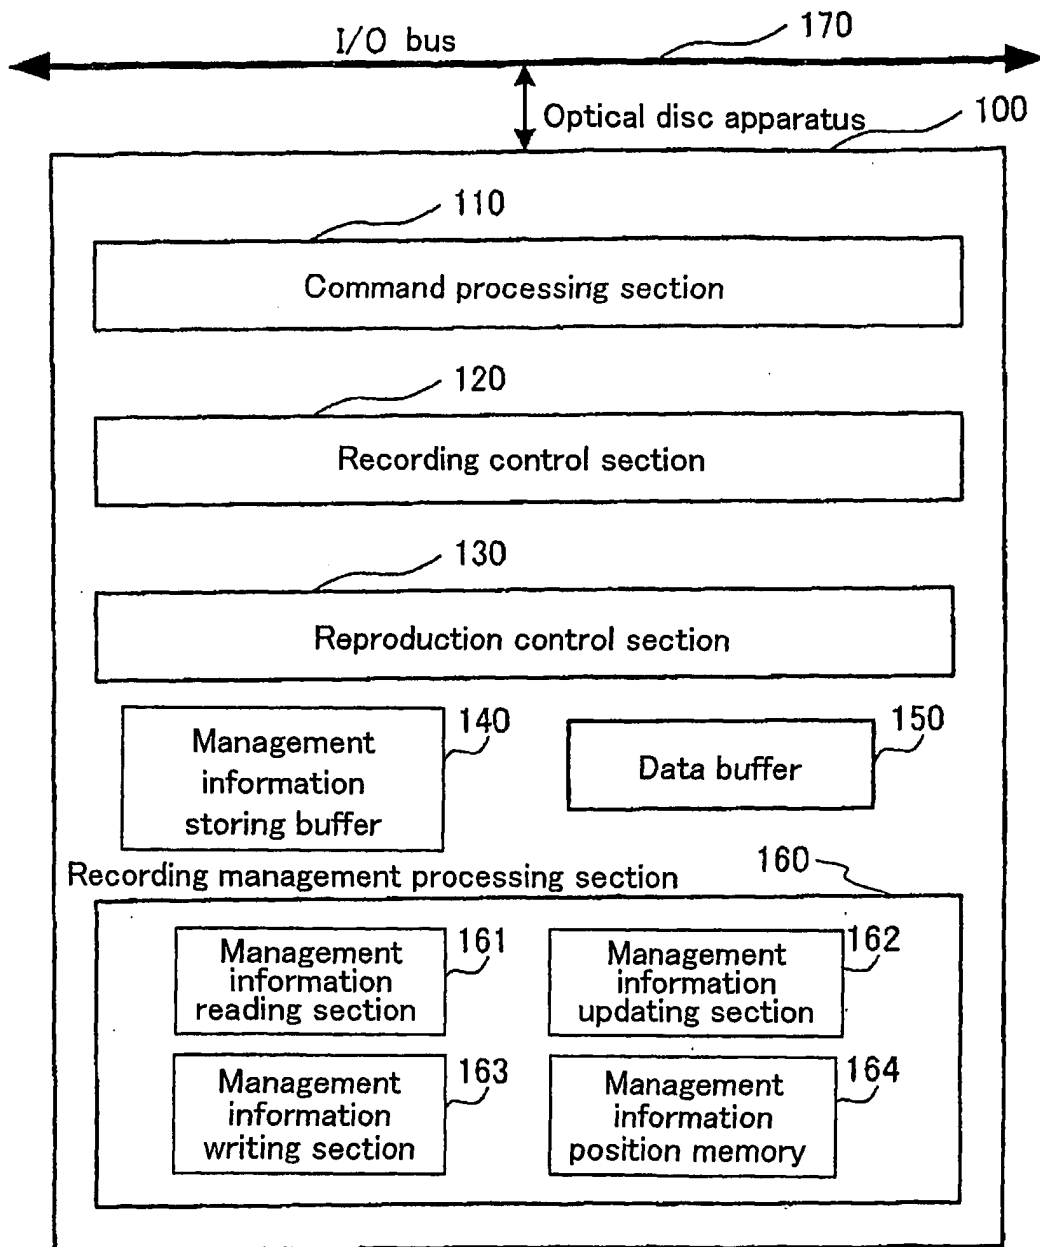 I/O bus
170
Optical disc apparatus
100
110
Command processing section
120
Recording control section
130
Reproduction control section
Management
information
storing buffer
140
Data buffer
150
Recording management processing section
160
Management
information
reading section
161
Management
information
updating section
162
Management
information
writing section
163
Management
information
position memory
164